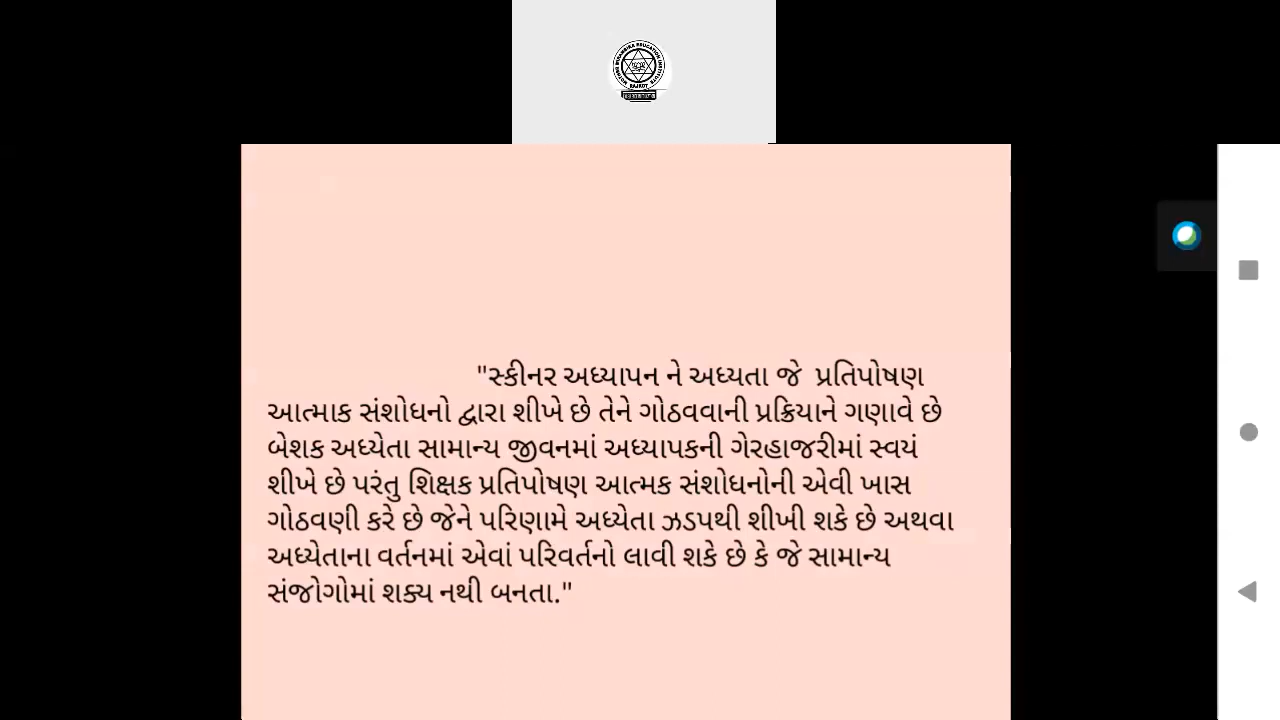 "સ્કીનર અધ્યાપન ને અધ્યતા જે પ્રતિપોષણ
આત્માક સંશોધનો દ્વારા શીખે છે તેને ગોઠવવાની પ્રક્રિયાને ગણાવે છે
બેશક અધ્યેતા સામાન્ય જીવનમાં અધ્યાપકની ગેરહાજરીમાં સ્વયં
શીખે છે પરંતુ શિક્ષક પ્રતિપોષણ આત્મક સંશોધનોની એવી ખાસ
ગોઠવણી કરે છે જેને પરિણામે અધ્યેતા ઝડપથી શીખી શકે છે અથવા
અધ્યેતાના વર્તનમાં એવાં પરિવર્તનો લાવી શકે છે કે જે સામાન્ય
સંજોગોમાં શક્ય નથી બનતા."